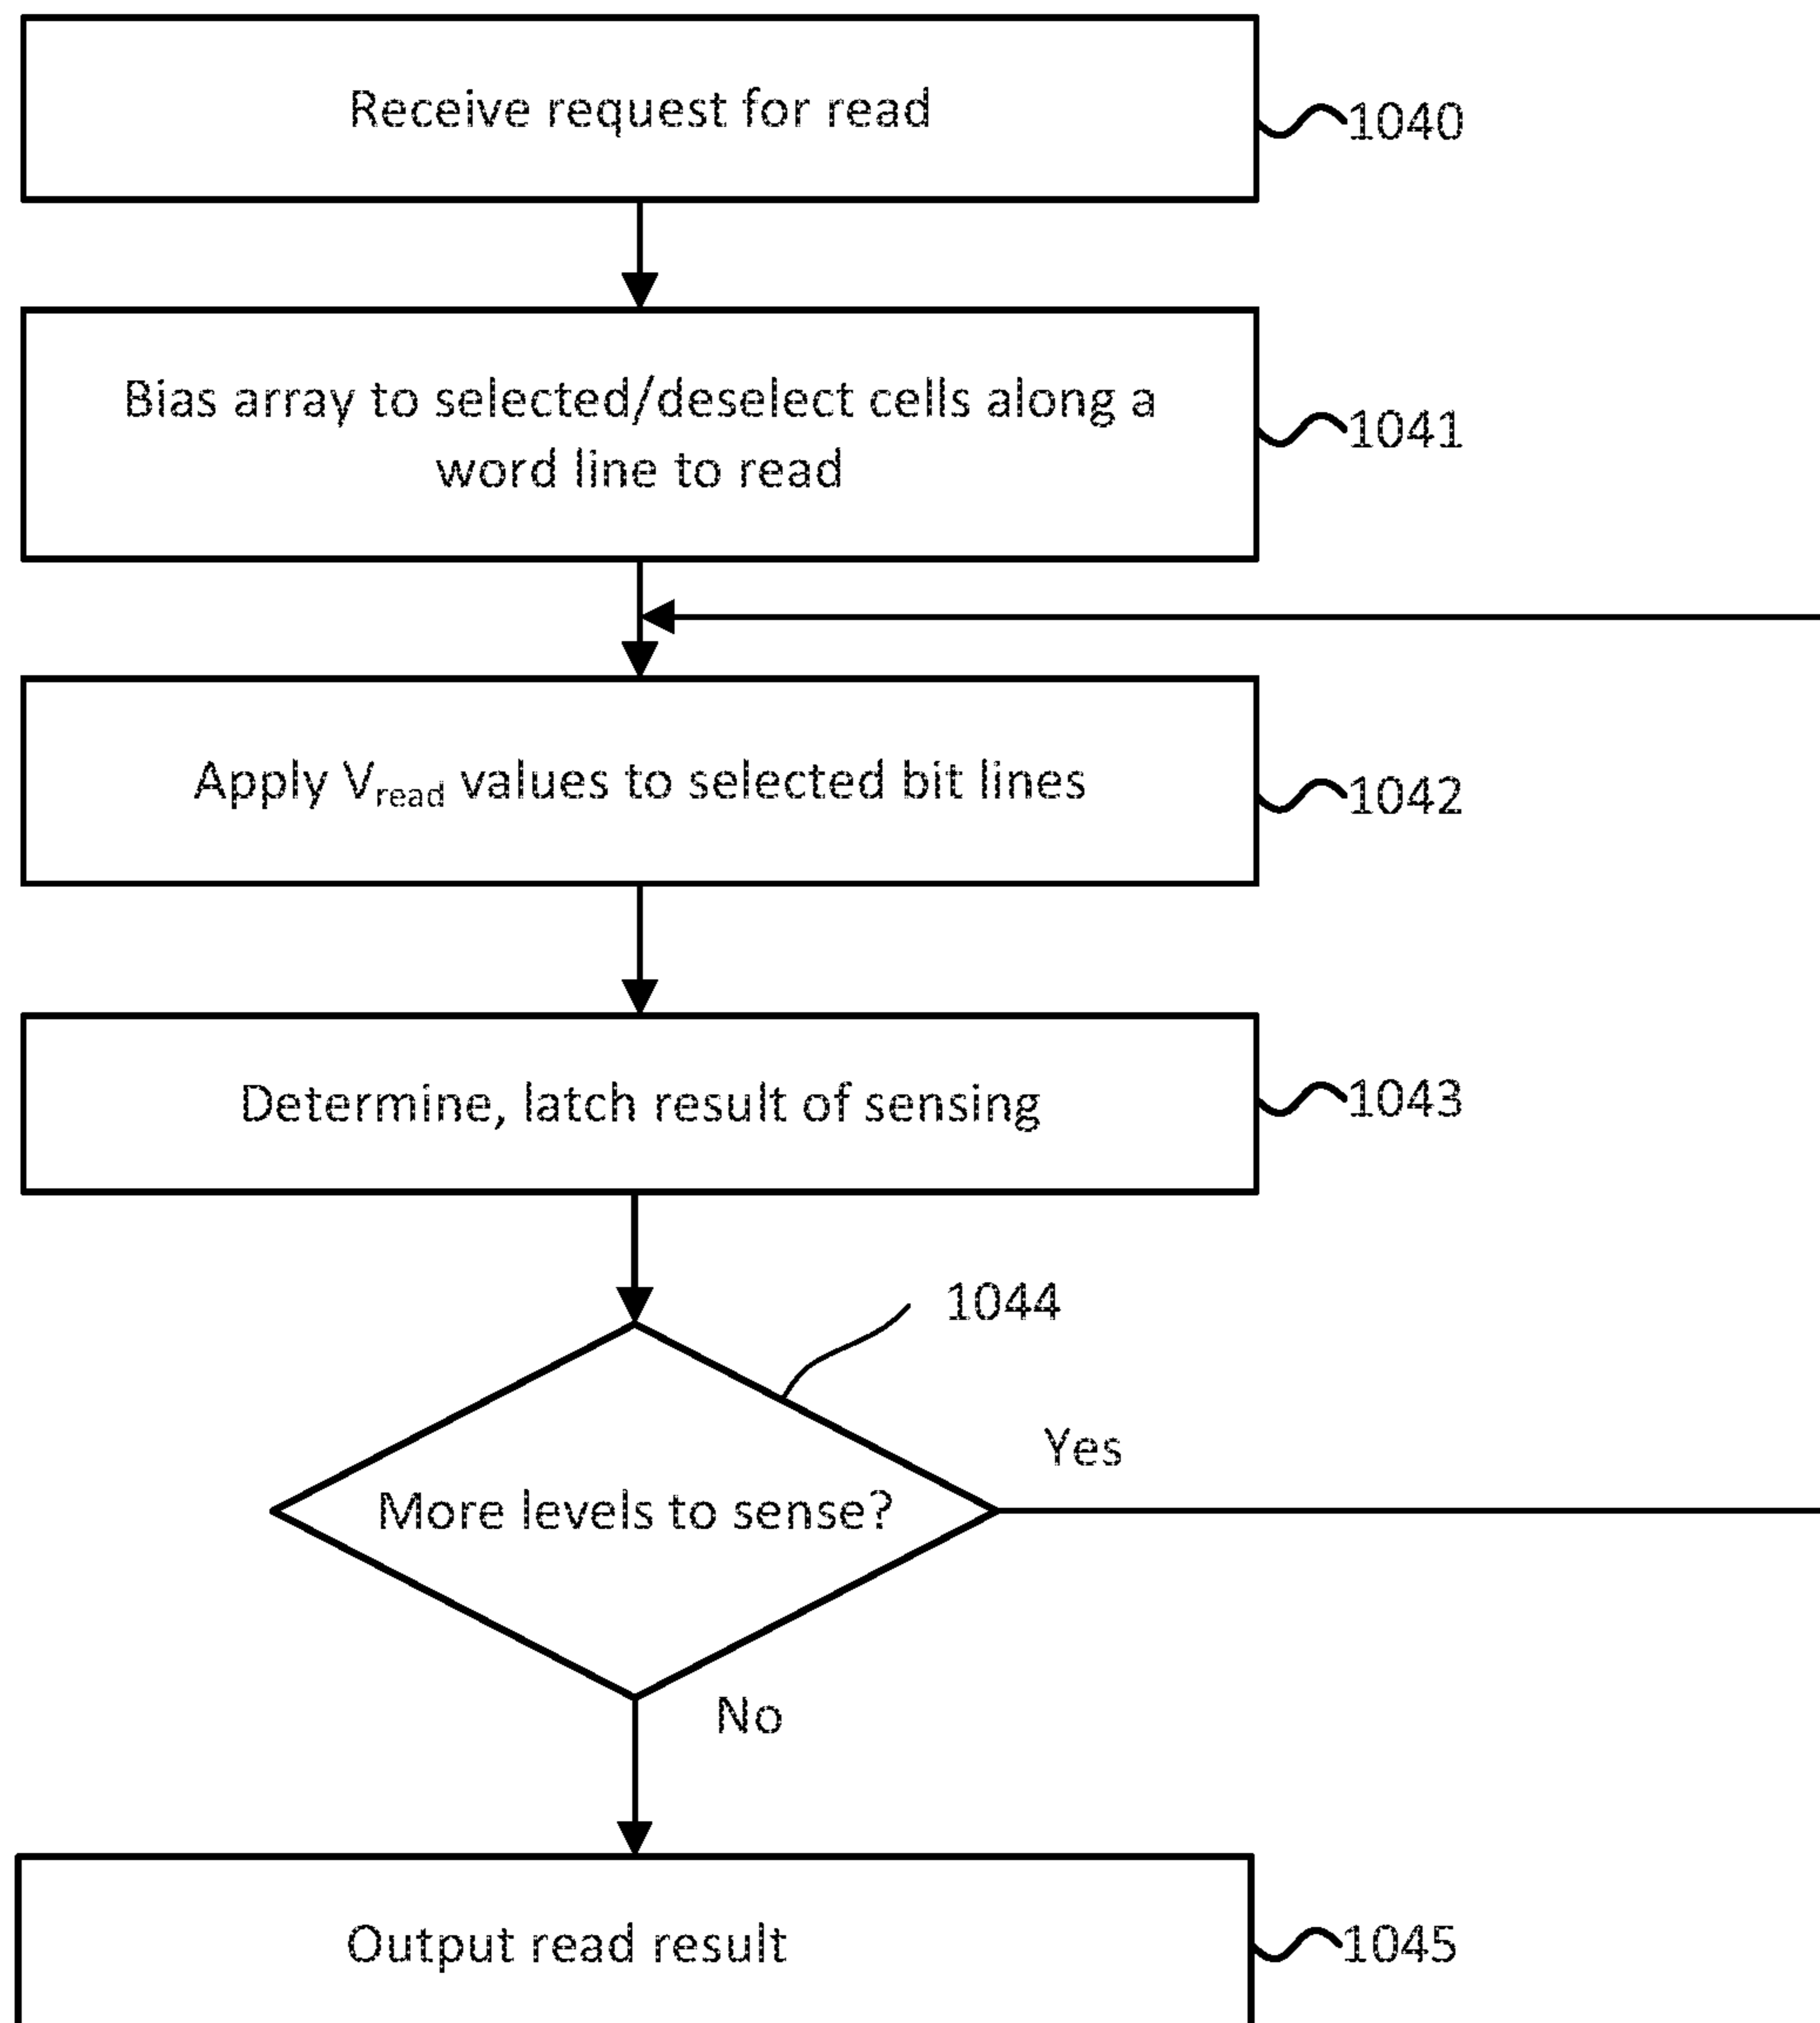 Receive request for read
1040
Bias array to selected/deselect cells along a
word line to read
1041
Apply Vread values to selected bit lines
1042
Determine, latch result of sensing
1043
1044
More levels to sense?
Yes
No
Output read result
1045